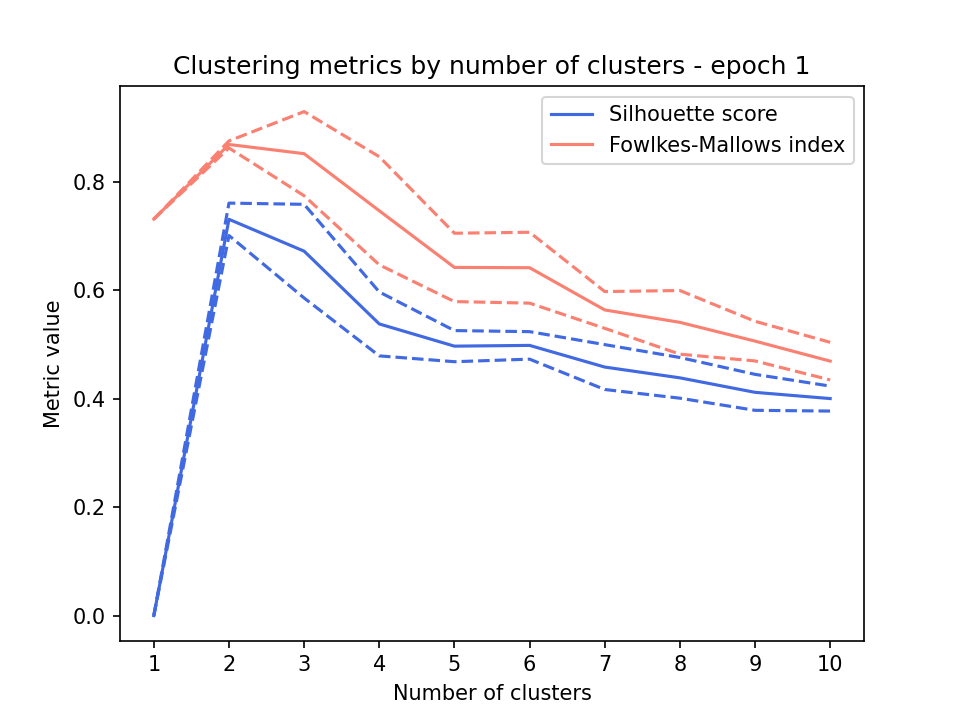 Clustering metrics by number of clusters - epoch 1
Silhouette score
Fowlkes-Mallows index
Metric value
0.8
0.6
0.4
0.2
0.0
1 2 3 4 5 6 7 8 9 10
Number of clusters